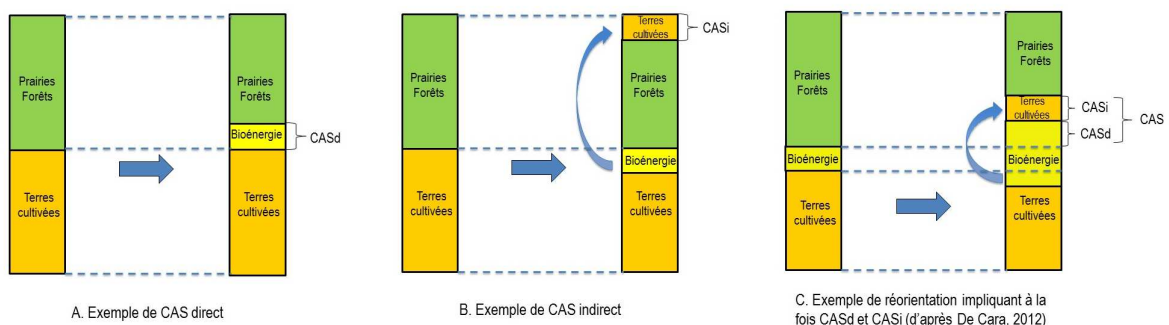 Prairies
Forêts
Terres
cultivées
Prairies
Forêts
Bioénergie
CASd
Terres
cultivées
A. Exemple de CAS direct
Prairies
Forêts
Terres
cultivées
Terres
cultivées
CASi
Prairies
Forêts
Bioénergie
Terres
cultivées
B. Exemple de CAS indirect
Prairies
Forêts
Bioénergie
Terres
cultivées
Prairies
Forêts
Terres
cultivées
CASi
CAS
CASd
Bioénergie
Terres
cultivées
C. Exemple de réorientation impliquant à la
fois CASd et CASi (d'après De Cara, 2012)